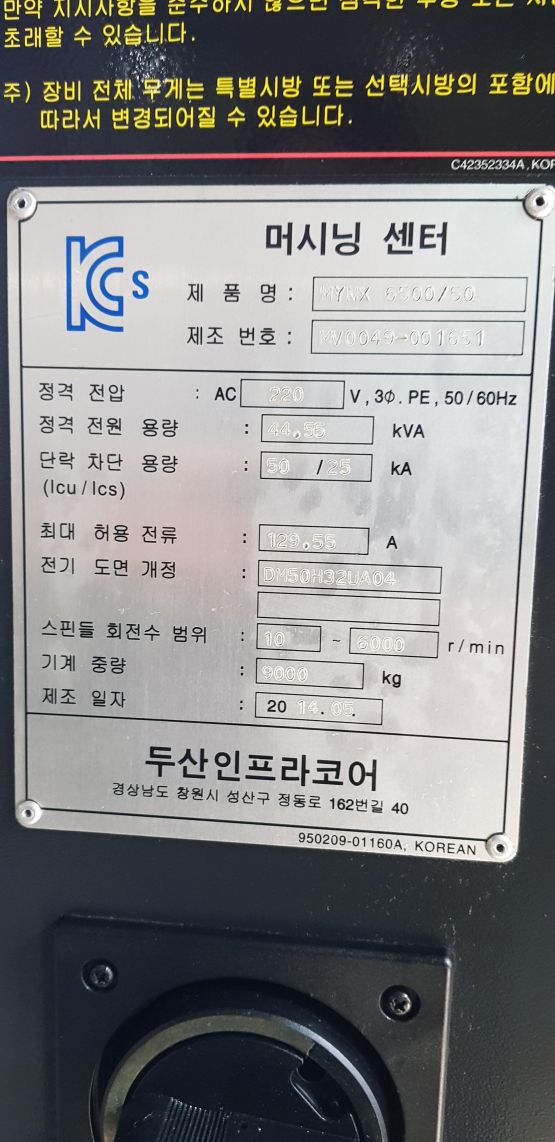 만약 지시사항을 준수하지 않으면 심각한 부상 또는
초래할 수 있습니다.
주) 장비 전체 무게는 특별시방 또는 선택시방의 포함에
따라서 변경되어질 수 있습니다.
C42352334A, KOR
머시닝 센터
KCs
제 품 명 : MYNX 6500/50
제조 번호 : MV0049-001651
정격 전압 : AC 220 V, 3Φ. PE, 50/60Hz
정격 전원 용량 : 44.56 kVA
단락 차단 용량 : 50 / 25 kA
(Icu / Ics)
최대 허용 전류 : 129.55 A
전기 도면 개정 : DM50H32UA04
스핀들 회전수 범위 : 10 ~ 6000 r/min
기계 중량 : 9000 kg
제조 일자 : 20 14. 05.
두산인프라코어
경상남도 창원시 성산구 정동로 162번길 40
950209-01160A, KOREAN